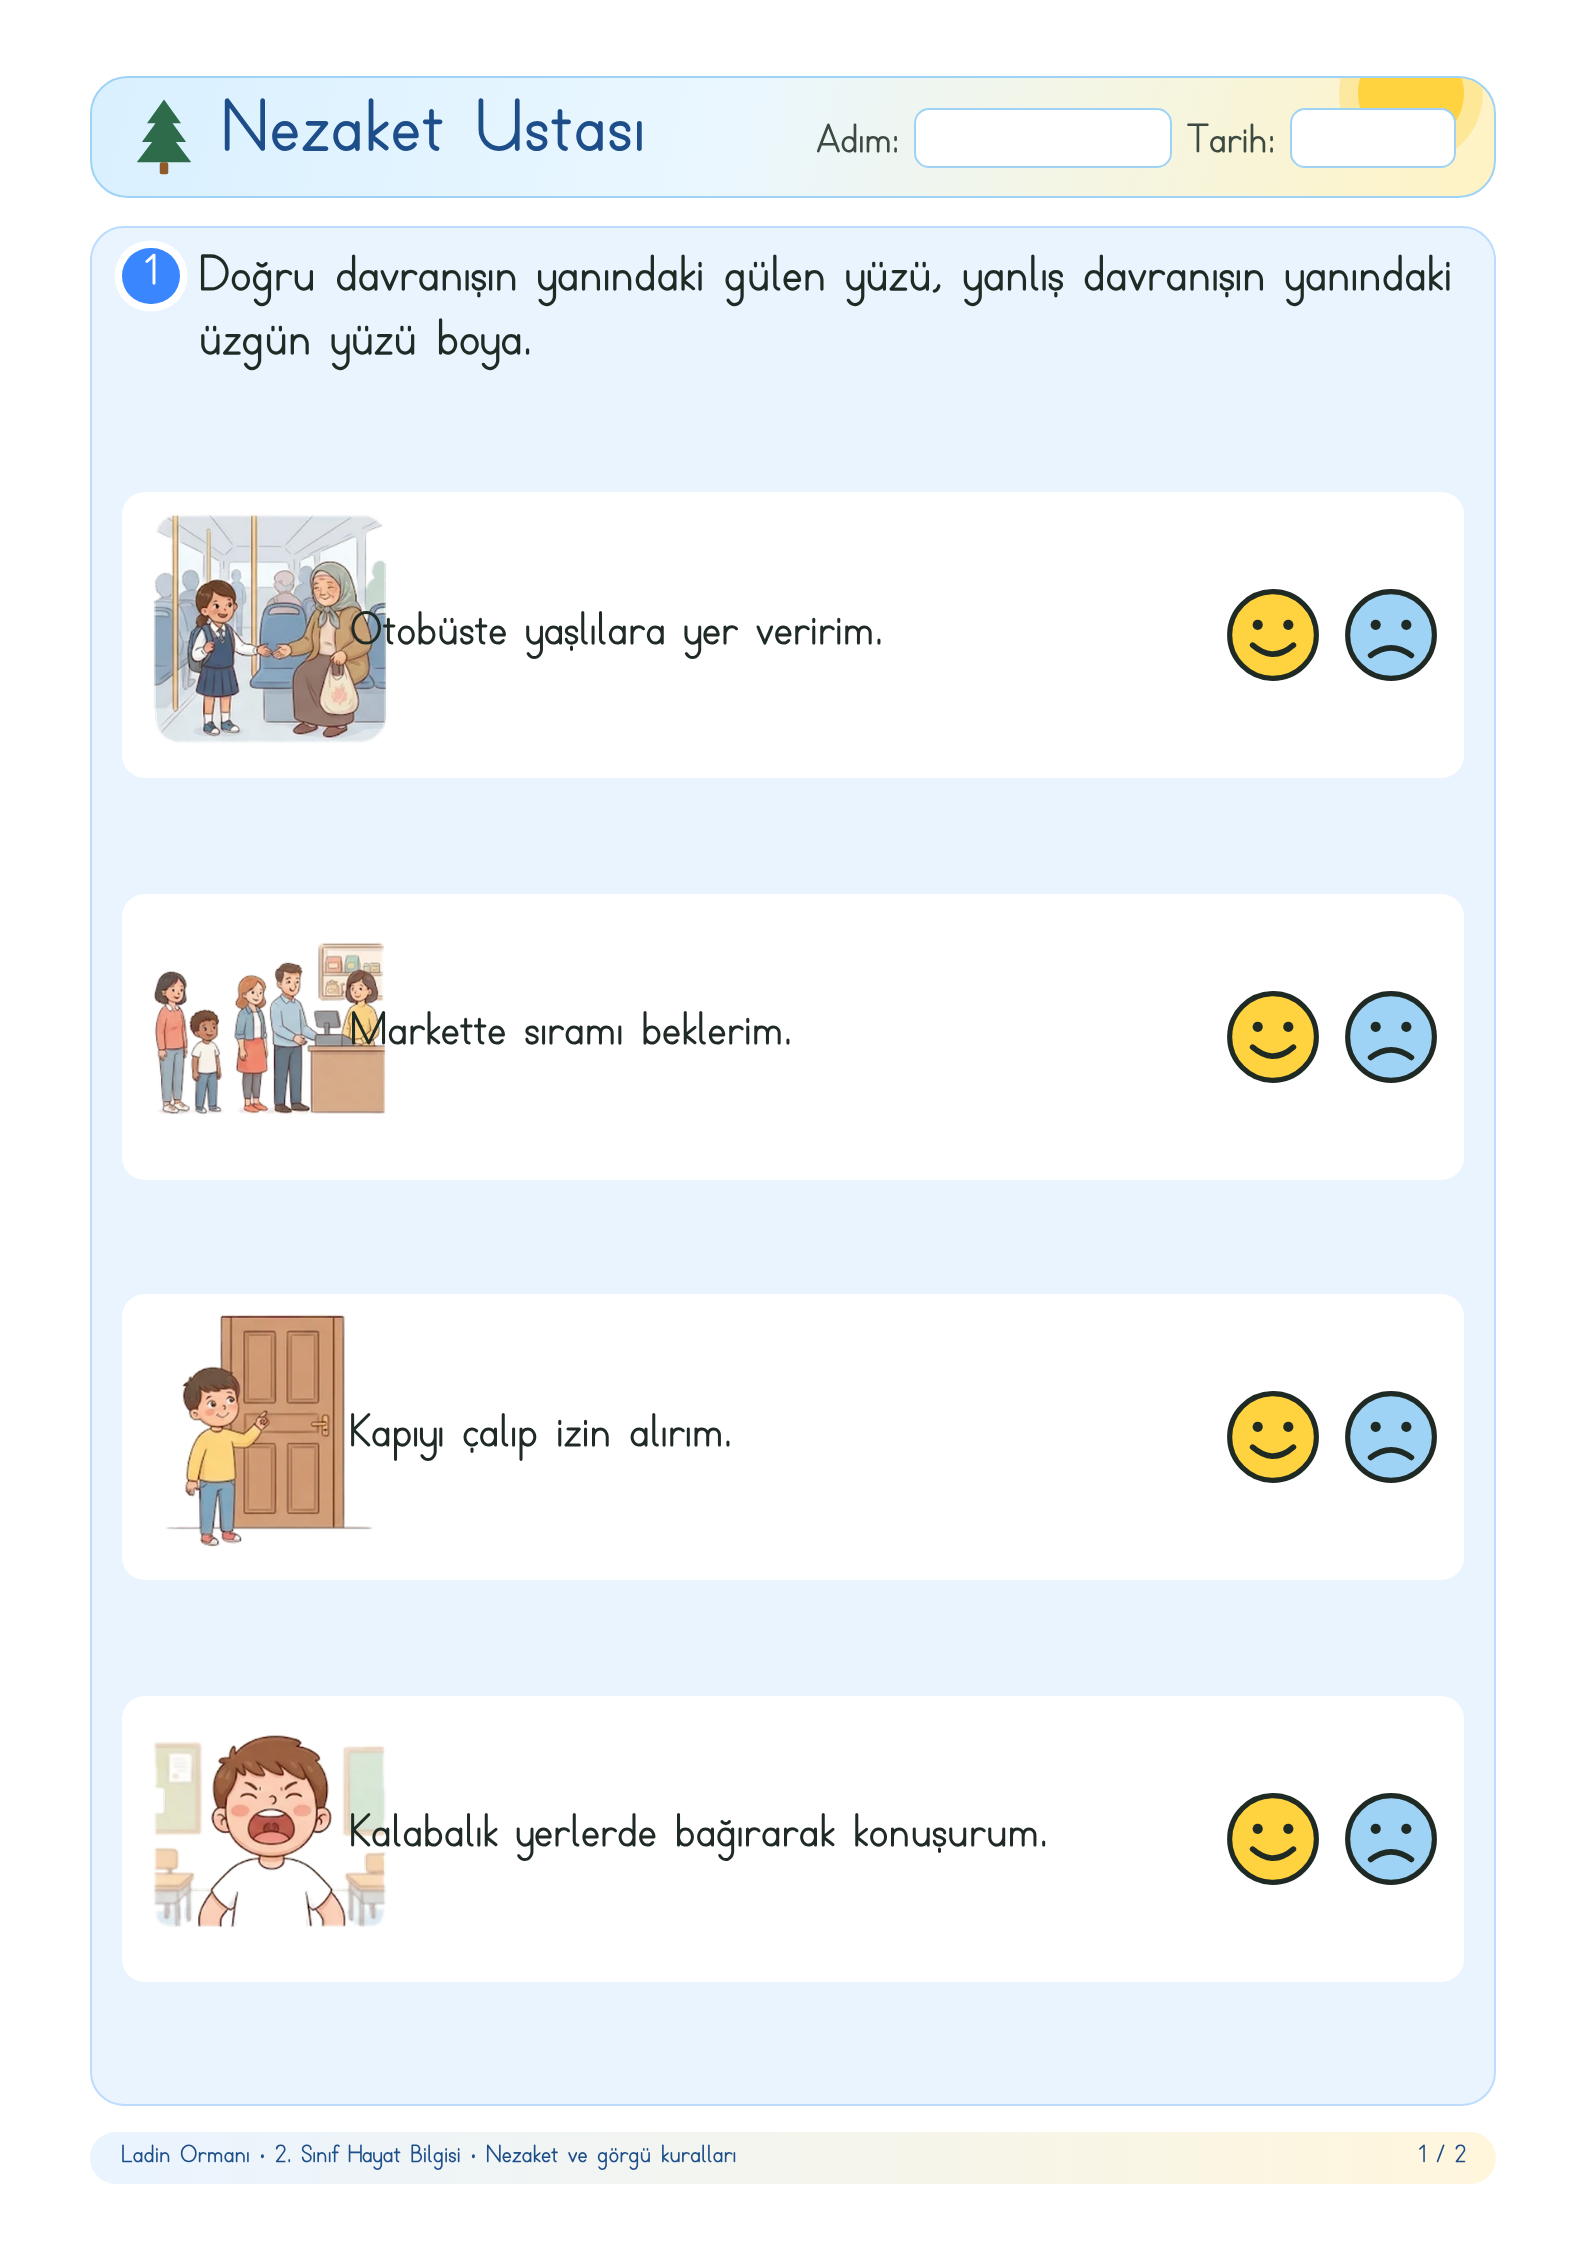 Nezaket Ustası
Adım:
Tarih:
1
Doğru davranışın yanındaki gülen yüzü, yanlış davranışın yanındaki
üzgün yüzü boya.
Otobüste yaşlılara yer veririm.
Markette sıramı beklerim.
Kapıyı çalıp izin alırım.
Kalabalık yerlerde bağırarak konuşurum.
Ladin Ormanı • 2. Sınıf Hayat Bilgisi • Nezaket ve görgü kuralları
1 / 2